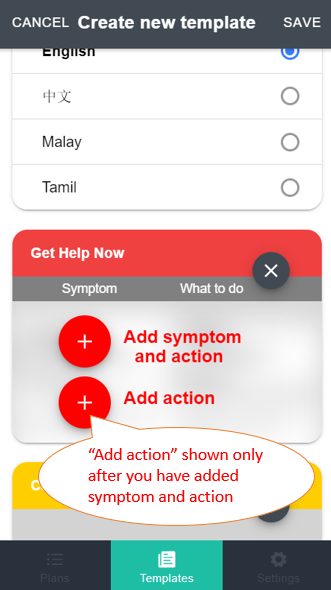 CANCEL Create new template SAVE
English
中文
Malay
Tamil
Get Help Now
Symptom What to do
Add symptom
and action
Add action
“Add action” shown only
after you have added
symptom and action
Plans Templates Settings